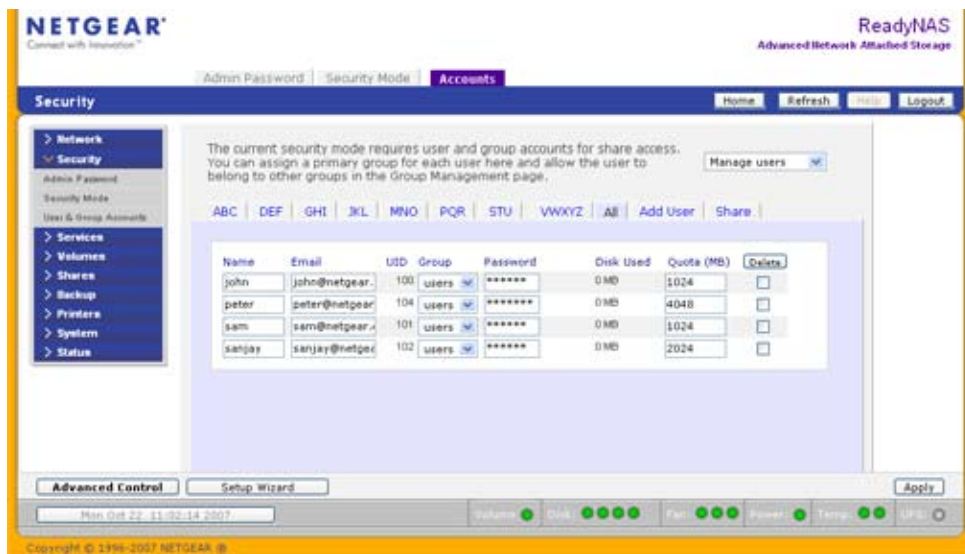 NETGEAR
Connect with Innovation™
ReadyNAS
Advanced Network Attached Storage
Admin Password Security Mode Accounts
Security
Home Refresh Help Logout
> Network
Security
Admin Password
Security Mode
User & Group Accounts
> Services
> Volumes
> Shares
> Backup
> Printers
> System
> Status
The current security mode requires user and group accounts for share access.
You can assign a primary group for each user here and allow the user to
belong to other groups in the Group Management page.
Manage users
ABC DEF GHI JKL MNO PQR STU VWXYZ All Add User Share
Name Email UID Group Password Disk Used Quota (MB) Delete
john john@netgear. 100 users ****** 0 MB 1024
peter peter@netgear 104 users ******* 0 MB 4048
sam sam@netgear. 101 users ****** 0 MB 1024
sanjay sanjay@netge 102 users ****** 0 MB 2024
Advanced Control Setup Wizard Apply
Mon Oct 22 11:02:14 2007
Volume Disk Fan Power Temp UPS
Copyright © 1996-2007 NETGEAR ®